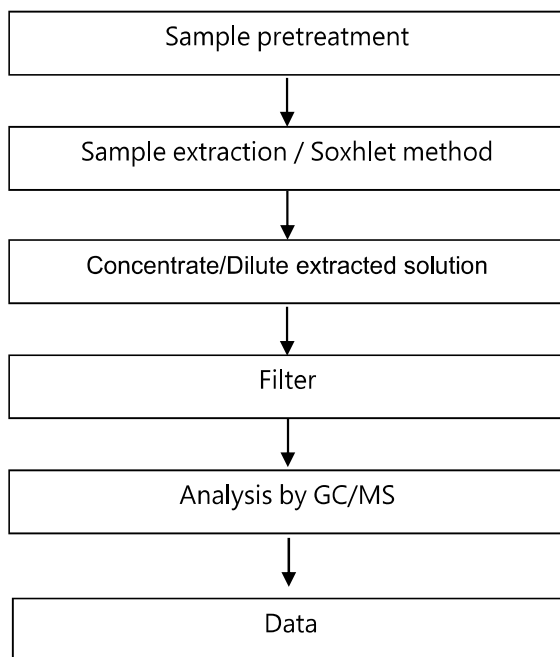 Sample pretreatment
Sample extraction / Soxhlet method
Concentrate/Dilute extracted solution
Filter
Analysis by GC/MS
Data